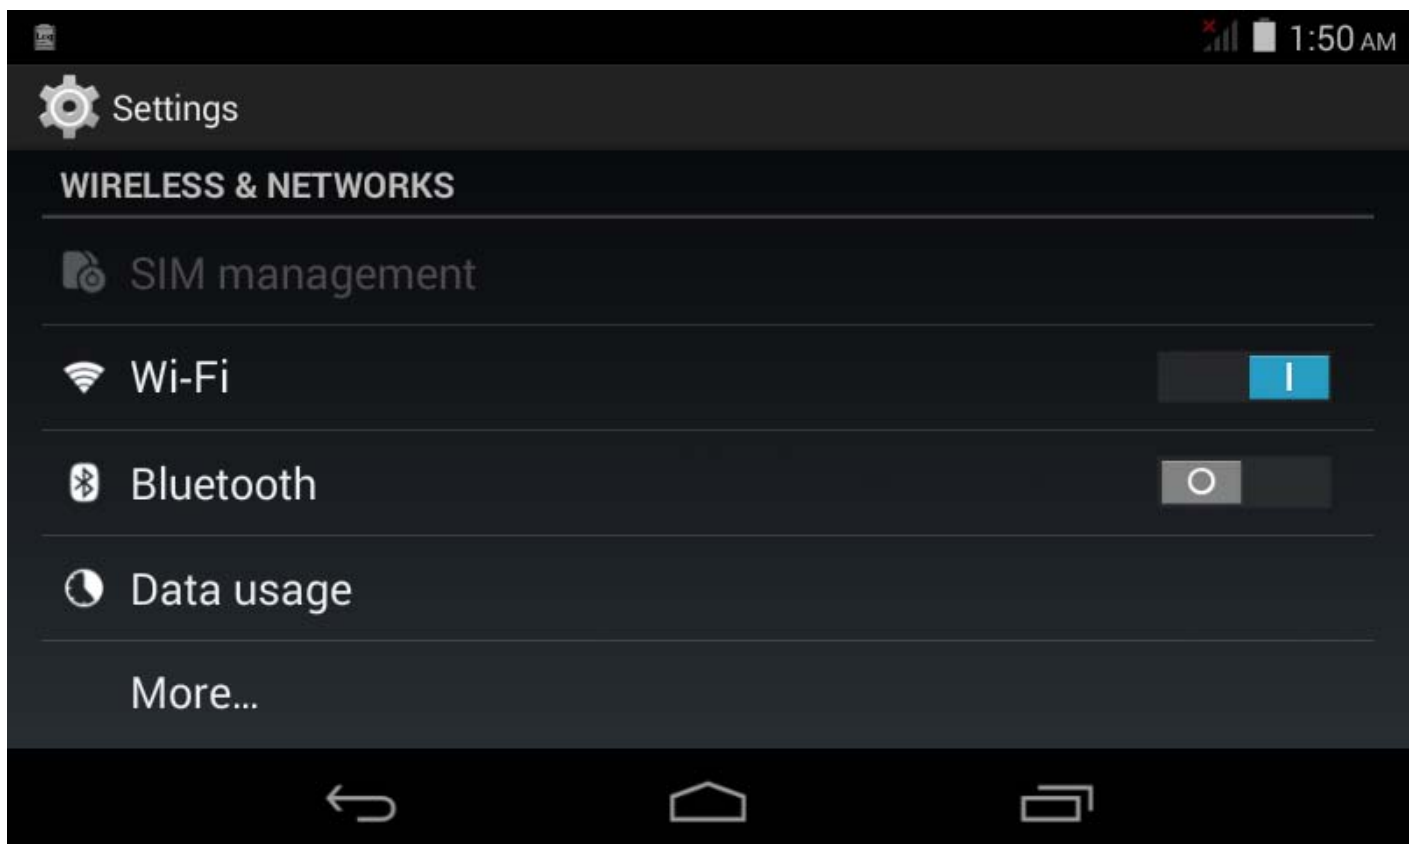 1:50 AM
Settings
WIRELESS & NETWORKS
SIM management
Wi-Fi
Bluetooth
Data usage
More...